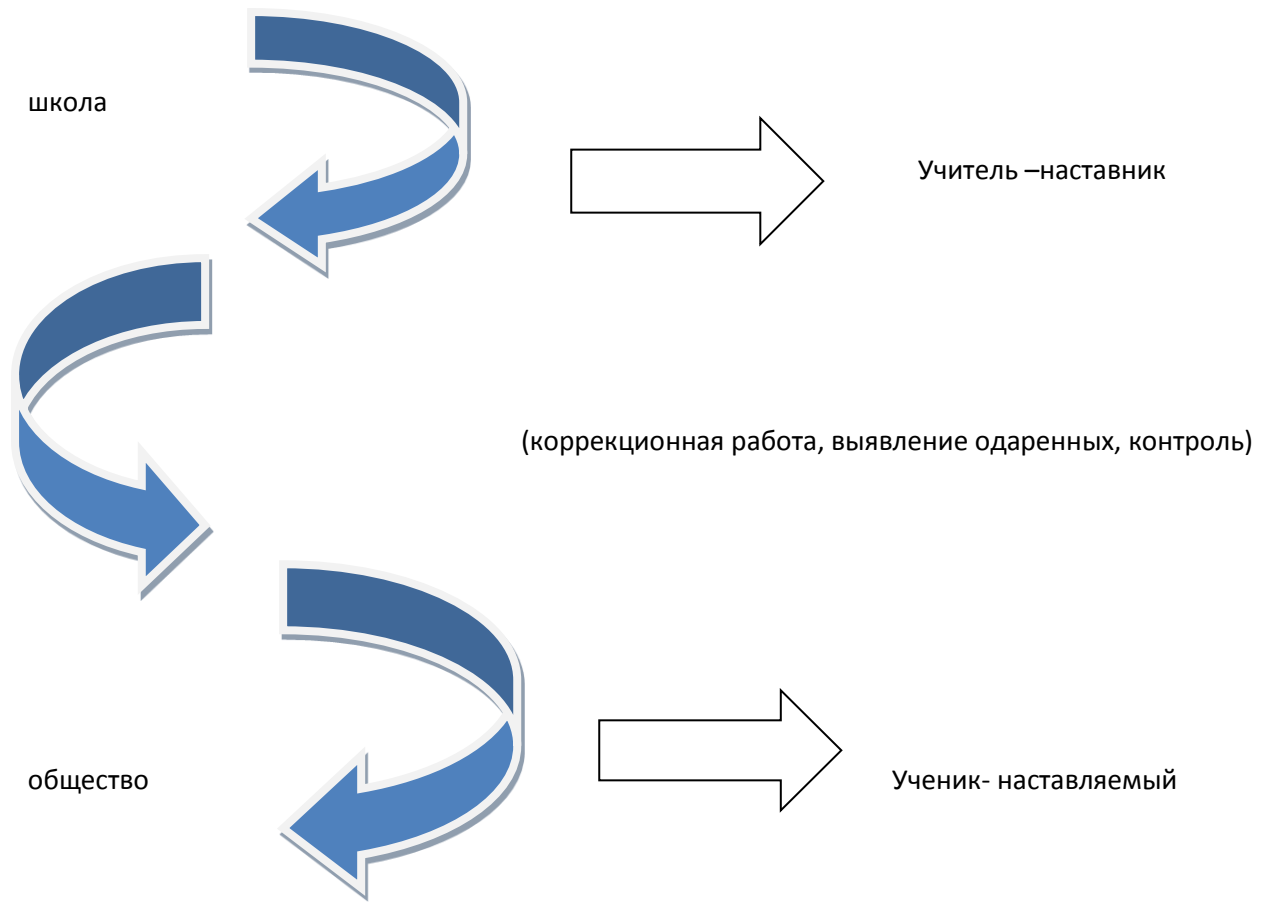 школа
Учитель –наставник
(коррекционная работа, выявление одаренных, контроль)
общество
Ученик- наставляемый